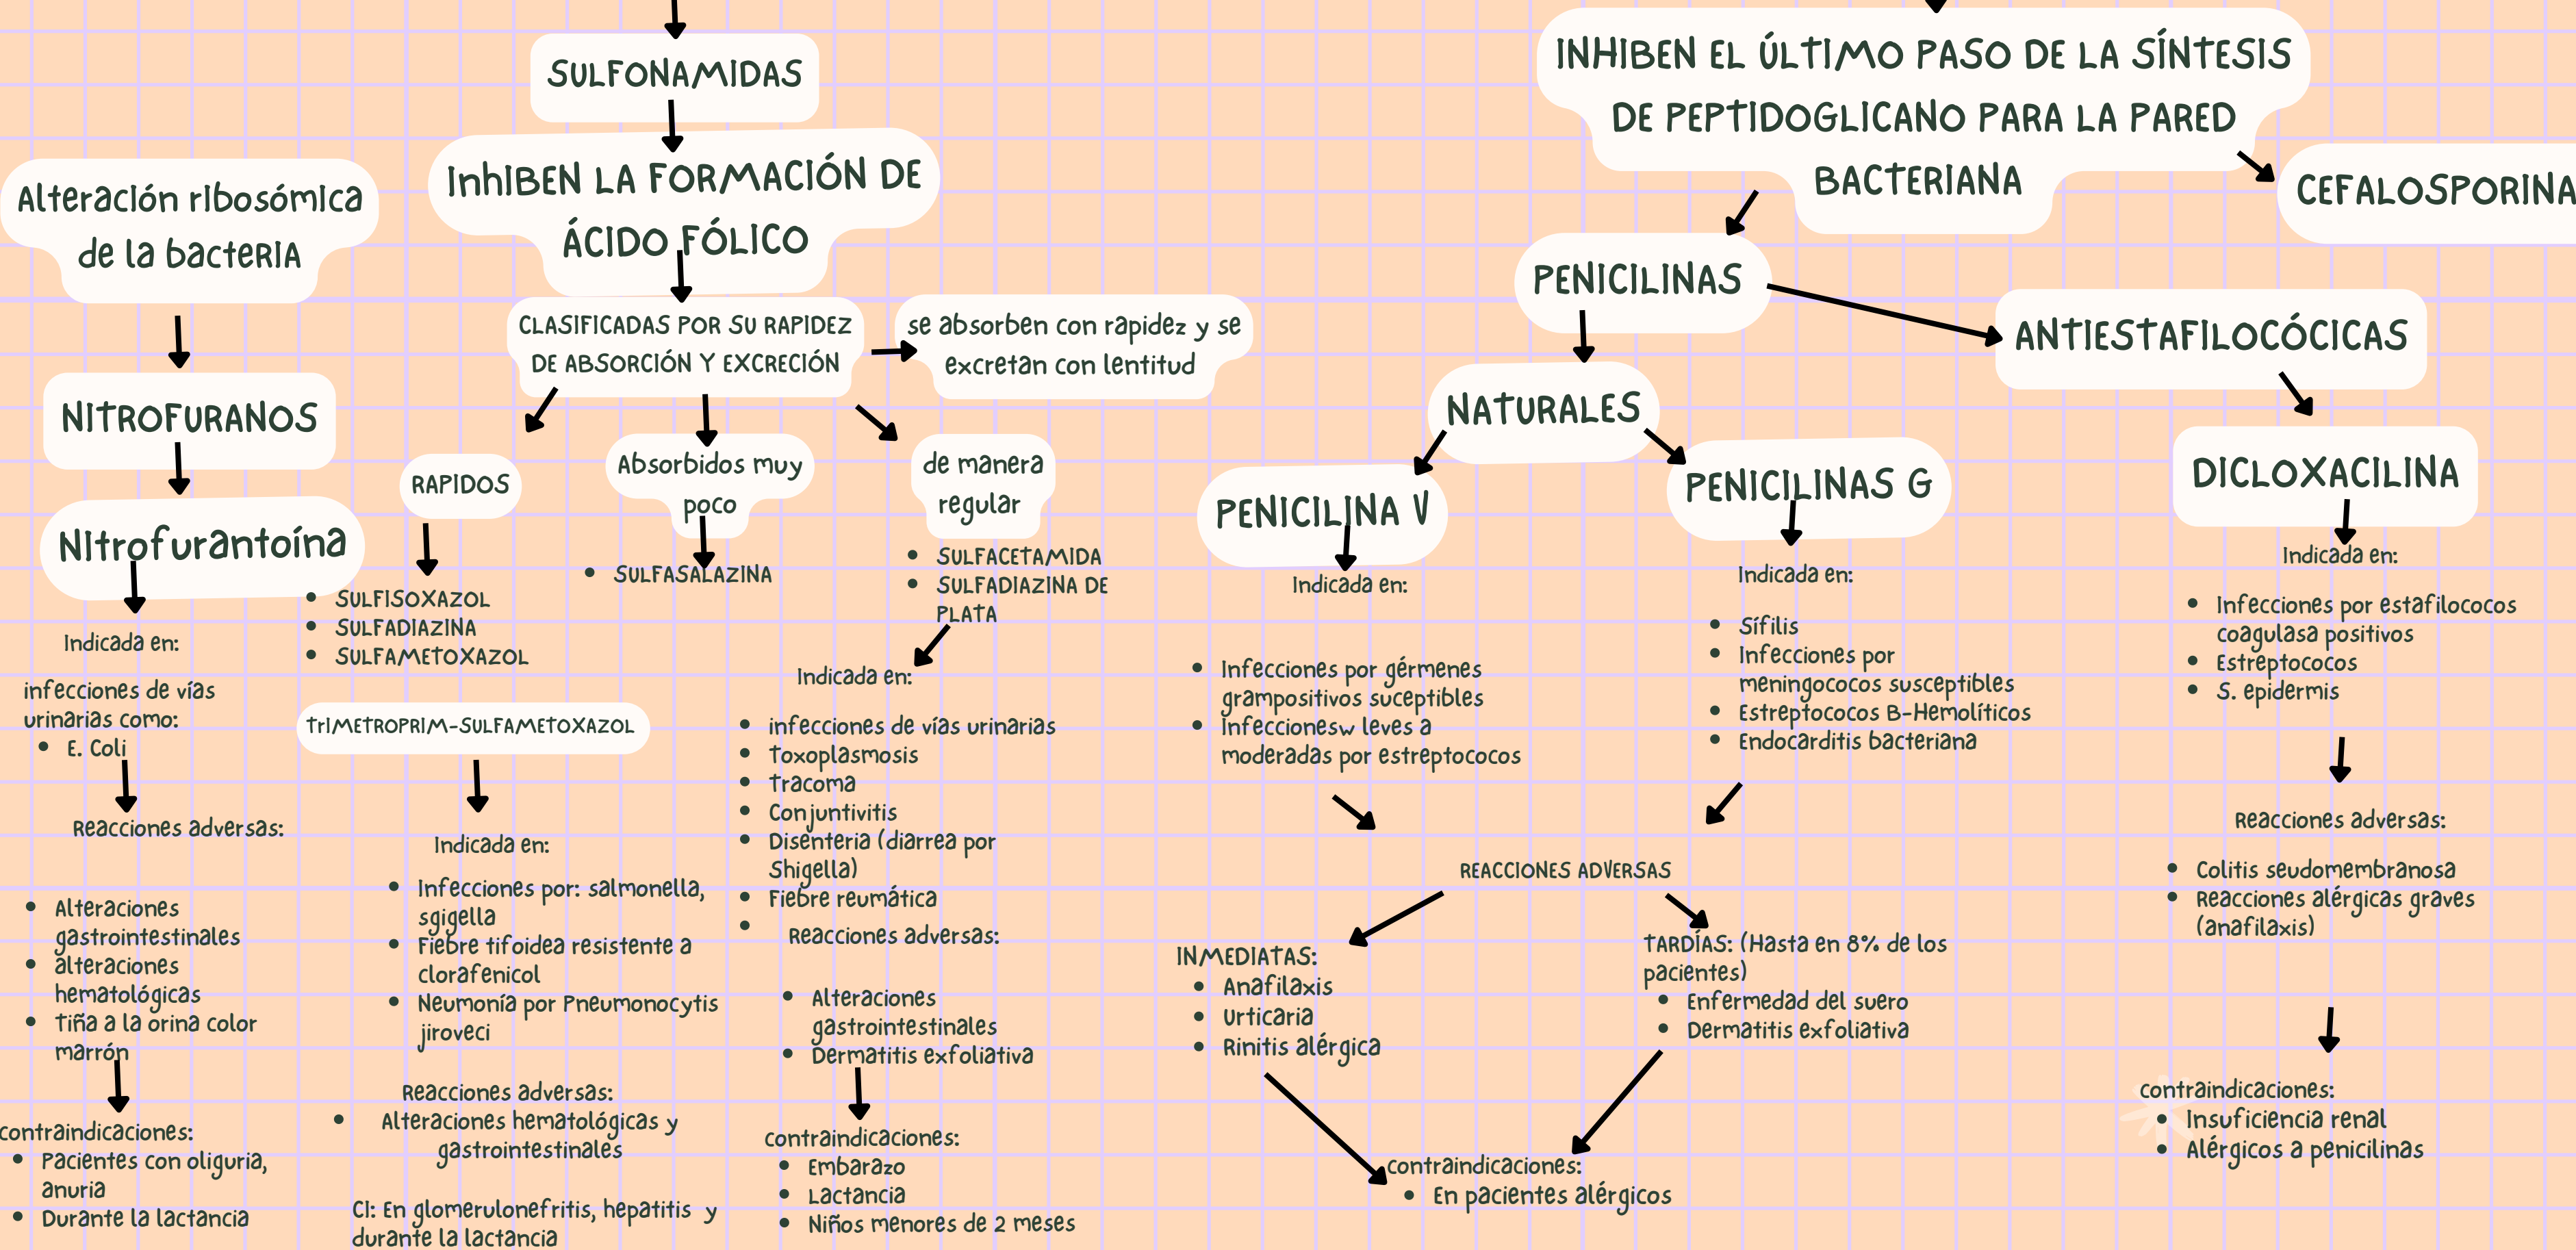 Alteración ribosómica
de la bacteria
NITROFURANOS
Nitrofurantoína
Indicada en:
infecciones de vías
urinarias como:
• E. Coli
Reacciones adversas:
• Alteraciones
gastrointestinales
• alteraciones
hematológicas
• Tiña a la orina color
marrón
contraindicaciones:
• Pacientes con oliguria,
anuria
• Durante la lactancia
SULFONAMIDAS
InhIBEN LA FORMACIÓN DE
ÁCIDO FÓLICO
CLASIFICADAS POR SU RAPIDEZ
DE ABSORCIÓN Y EXCRECIÓN
se absorben con rapidez y se
excretan con lentitud
RAPIDOS
• SULFISOXAZOL
• SULFADIAZINA
• SULFAMETOXAZOL
TrIMETROPRIM-SULFAMETOXAZOL
Indicada en:
• Infecciones por: salmonella,
sgigella
• Fiebre tifoidea resistente a
clorafenicol
• Neumonía por Pneumonocytis
jiroveci
Reacciones adversas:
• Alteraciones hematológicas y
gastrointestinales
CI: En glomerulonefritis, hepatitis y
durante la lactancia
Absorbidos muy
poco
• SULFASALAZINA
de manera
regular
• SULFACETAMIDA
• SULFADIAZINA DE
PLATA
Indicada en:
• infecciones de vías urinarias
• Toxoplasmosis
• Tracoma
• Conjuntivitis
• Disenteria (diarrea por
Shigella)
• Fiebre reumática
•
Reacciones adversas:
• Alteraciones
gastrointestinales
• Dermatitis exfoliativa
contraindicaciones:
• Embarazo
• Lactancia
• Niños menores de 2 meses
INHIBEN EL ÚLTIMO PASO DE LA SÍNTESIS
DE PEPTIDOGLICANO PARA LA PARED
BACTERIANA
CEFALOSPORINA
PENICILINAS
NATURALES
PENICILINA V
Indicada en:
• Infecciones por gérmenes
grampositivos suceptibles
• Infeccionesw leves a
moderadas por estreptococos
PENICILINAS G
Indicada en:
• Sífilis
• Infecciones por
meningococos susceptibles
• Estreptococos B-Hemolíticos
• Endocarditis bacteriana
REACCIONES ADVERSAS
INMEDIATAS:
• Anafilaxis
• Urticaria
• Rinitis alérgica
TARDÍAS: (Hasta en 8% de los
pacientes)
• Enfermedad del suero
• Dermatitis exfoliativa
contraindicaciones:
• En pacientes alérgicos
ANTIESTAFILOCÓCICAS
DICLOXACILINA
Indicada en:
• Infecciones por estafilococos
coagulasa positivos
• Estreptococos
• S. epidermis
Reacciones adversas:
• Colitis seudomembranosa
• Reacciones alérgicas graves
(anafilaxis)
contraindicaciones:
• Insuficiencia renal
• Alérgicos a penicilinas